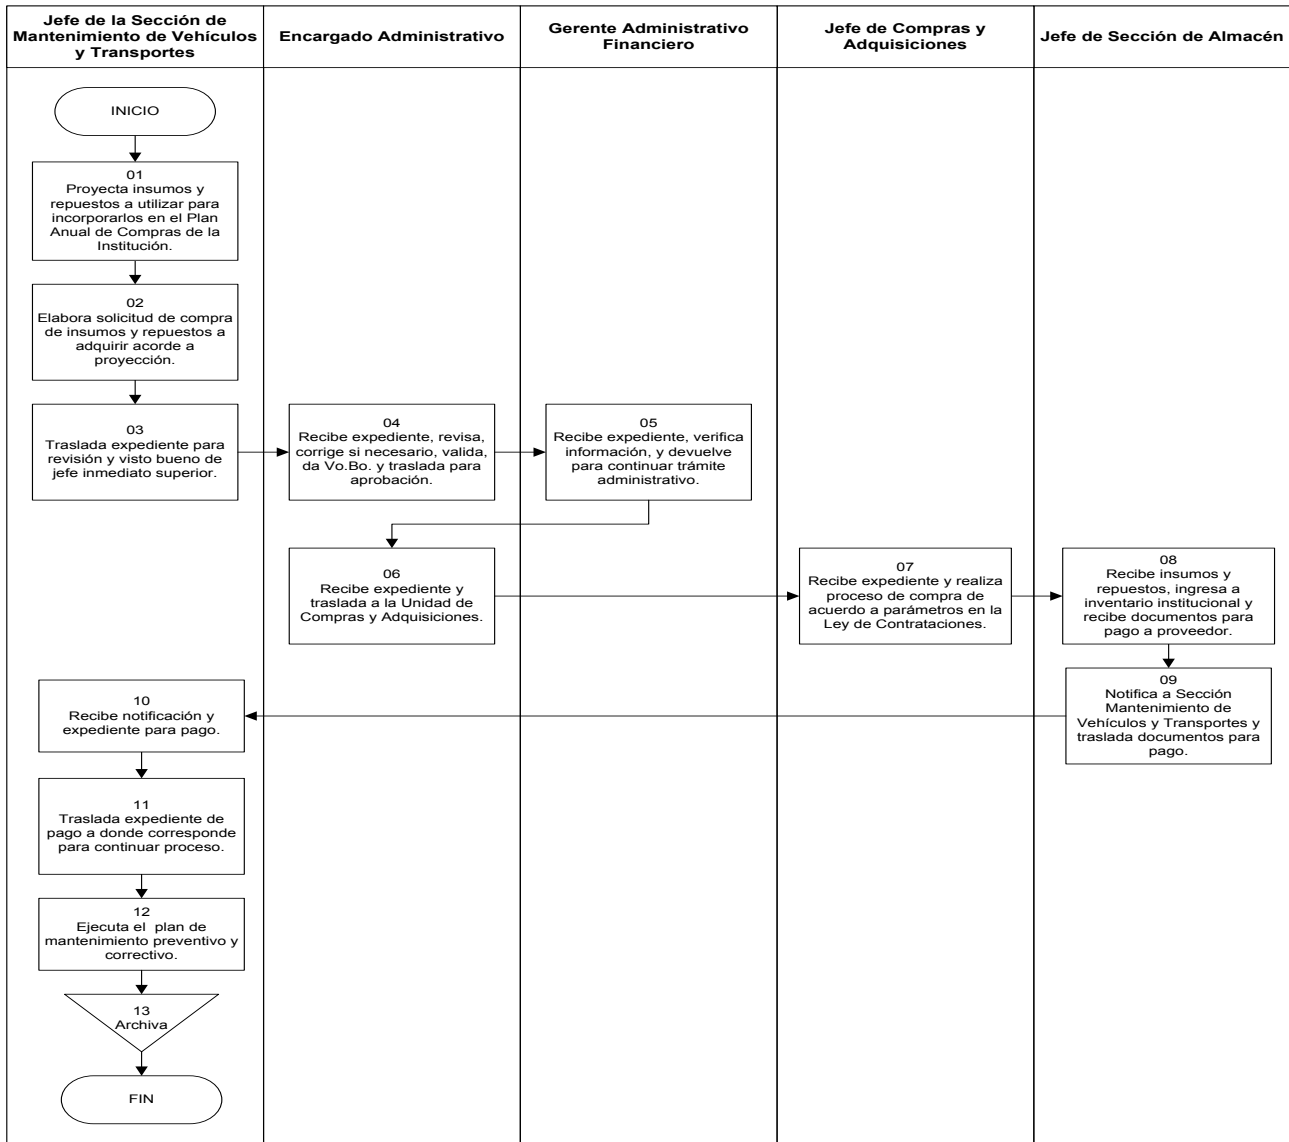 Jefe de la Sección de
Mantenimiento de Vehículos
y Transportes
Encargado Administrativo
Gerente Administrativo
Financiero
Jefe de Compras y
Adquisiciones
Jefe de Sección de Almacén
INICIO
01
Proyecta insumos y
repuestos a utilizar para
incorporarlos en el Plan
Anual de Compras de la
Institución.
02
Elabora solicitud de compra
de insumos y repuestos a
adquirir acorde a
proyección.
03
Traslada expediente para
revisión y visto bueno de
jefe inmediato superior.
04
Recibe expediente, revisa,
corrige si necesario, valida,
da Vo.Bo. y traslada para
aprobación.
05
Recibe expediente, verifica
información, y devuelve
para continuar trámite
administrativo.
06
Recibe expediente y
traslada a la Unidad de
Compras y Adquisiciones.
07
Recibe expediente y realiza
proceso de compra de
acuerdo a parámetros en la
Ley de Contrataciones.
08
Recibe insumos y
repuestos, ingresa a
inventario institucional y
recibe documentos para
pago a proveedor.
09
Notifica a Sección
Mantenimiento de
Vehículos y Transportes y
traslada documentos para
pago.
10
Recibe notificación y
expediente para pago.
11
Traslada expediente de
pago a donde corresponde
para continuar proceso.
12
Ejecuta el plan de
mantenimiento preventivo y
correctivo.
13
Archiva
FIN